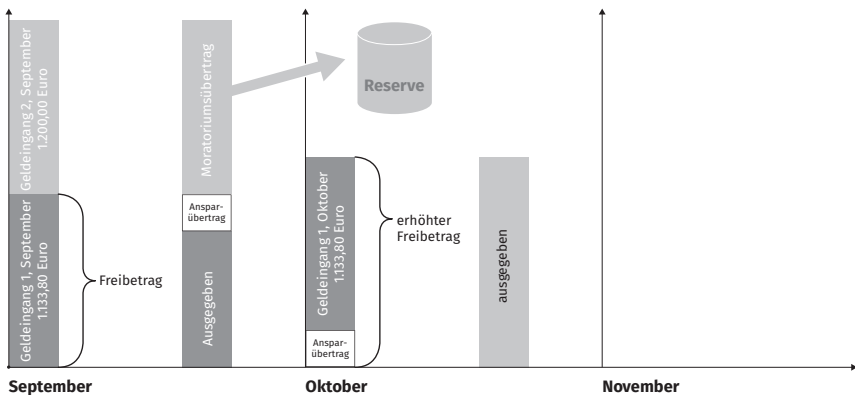 Geldeingang 2, September
1.200,00 Euro
Geldeingang 1, September
1.133,80 Euro
Freibetrag
Moratoriumsübertrag
Anspar-
übertrag
Ausgegeben
Reserve
Geldeingang 1, Oktober
1.133,80 Euro
Anspar-
übertrag
erhöhter
Freibetrag
ausgegeben
September
Oktober
November